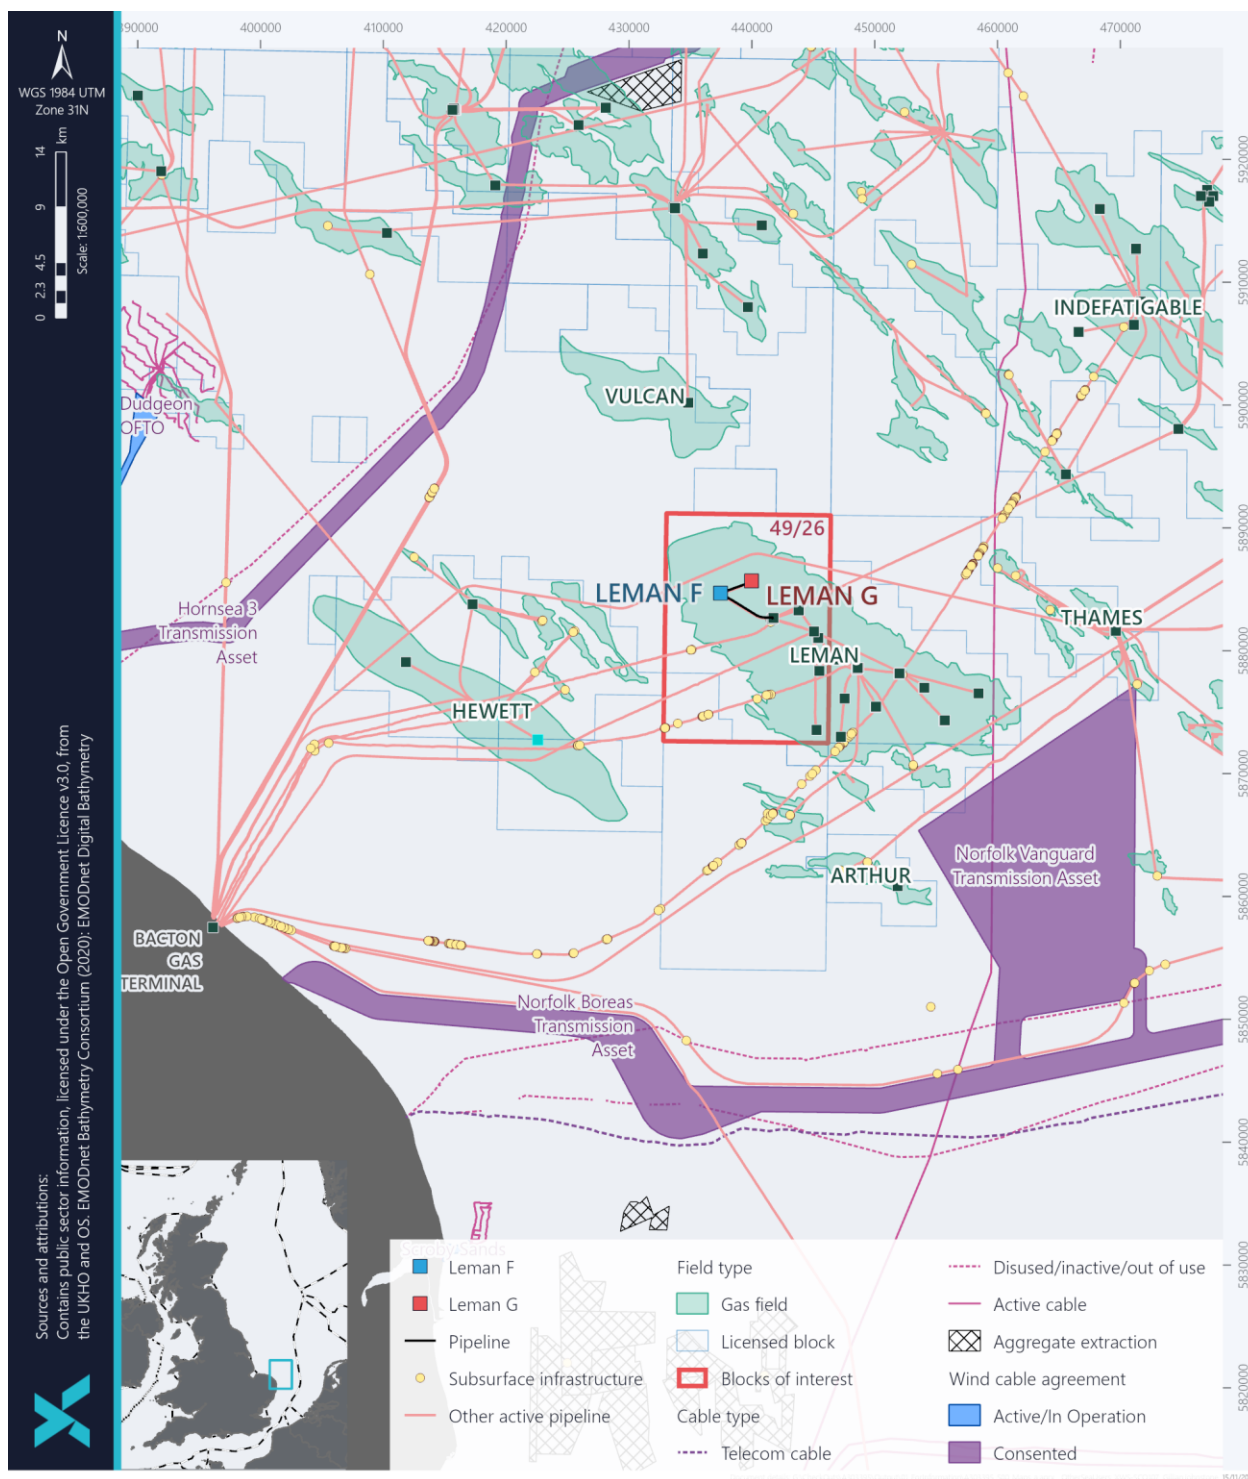 390000 400000 410000 420000 430000 440000 450000 460000 470000
N
WGS 1984 UTM
Zone 31N
0 2.3 4.5 9 14 km
Scale: 1:600,000
5920000
5910000
5900000
5890000
5880000
5870000
5860000
5850000
5840000
5830000
5820000
INDEFATIGABLE
VULCAN
Dudgeon
OFTO
49/26
LEMAN F
LEMAN G
Hornsea 3
Transmission
Asset
THAMES
LEMAN
HEWETT
Norfolk Vanguard
Transmission Asset
ARTHUR
BACTON
GAS
TERMINAL
Norfolk Boreas
Transmission
Asset
Scroby Sands
Leman F
Leman G
Pipeline
Subsurface infrastructure
Other active pipeline
Field type
Gas field
Licensed block
Blocks of interest
Cable type
Telecom cable
Disused/inactive/out of use
Active cable
Aggregate extraction
Wind cable agreement
Active/In Operation
Consented
Sources and attributions:
Contains public sector information, licensed under the Open Government Licence v3.0, from
the UKHO and OS. EMODnet Bathymetry Consortium (2020): EMODnet Digital Bathymetry